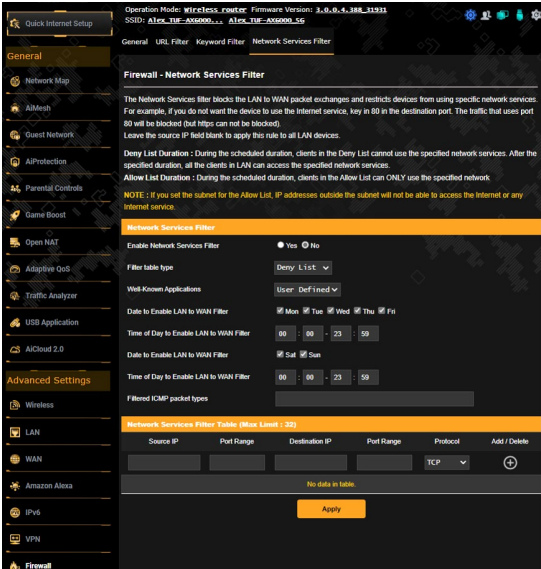 Quick Internet Setup
General
Network Map
AiMesh
Guest Network
AiProtection
Parental Controls
Game Boost
Open NAT
Adaptive QoS
Traffic Analyzer
USB Application
AiCloud 2.0
Advanced Settings
Wireless
LAN
WAN
Amazon Alexa
IPv6
VPN
Firewall
Operation Mode: Wireless router Firmware Version: 3.0.0.4.388_31931
SSID: Alex_TUF-AX6000... Alex_TUF-AX6000_5G
General URL Filter Keyword Filter Network Services Filter
Firewall - Network Services Filter
The Network Services filter blocks the LAN to WAN packet exchanges and restricts devices from using specific network services.
For example, if you do not want the device to use the Internet service, key in 80 in the destination port. The traffic that uses port
80 will be blocked (but https can not be blocked).
Leave the source IP field blank to apply this rule to all LAN devices.
Deny List Duration : During the scheduled duration, clients in the Deny List cannot use the specified network services. After the
specified duration, all the clients in LAN can access the specified network services.
Allow List Duration : During the scheduled duration, clients in the Allow List can ONLY use the specified network
NOTE : If you set the subnet for the Allow List, IP addresses outside the subnet will not be able to access the Internet or any
Internet service.
Network Services Filter
Enable Network Services Filter Yes No
Filter table type Deny List
Well-Known Applications User Defined
Date to Enable LAN to WAN Filter Mon Tue Wed Thu Fri
Time of Day to Enable LAN to WAN Filter 00 : 00 - 23 : 59
Date to Enable LAN to WAN Filter Sat Sun
Time of Day to Enable LAN to WAN Filter 00 : 00 - 23 : 59
Filtered ICMP packet types
Network Services Filter Table (Max Limit : 32)
Source IP Port Range Destination IP Port Range Protocol Add / Delete
TCP
No data in table.
Apply